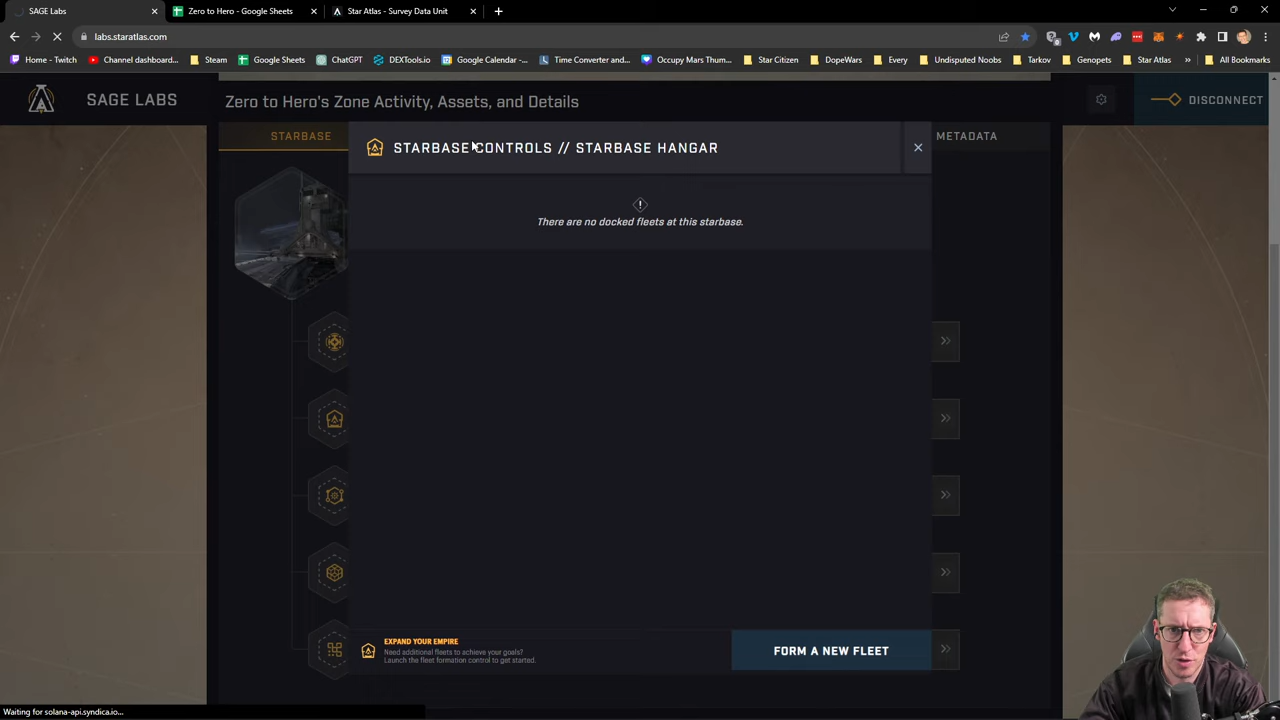 SAGE Labs
Zero to Hero - Google Sheets
Star Atlas - Survey Data Unit
labs.staratlas.com
Home - Twitch
Channel dashboard...
Steam
Google Sheets
ChatGPT
DEXTools.io
Google Calendar -...
Time Converter and...
Occupy Mars Thum...
Star Citizen
DopeWars
Every
Undisputed Noobs
Tarkov
Genopets
Star Atlas
»
All Bookmarks
SAGE LABS
Zero to Hero's Zone Activity, Assets, and Details
DISCONNECT
STARBASE
METADATA
STARBASE CONTROLS // STARBASE HANGAR
There are no docked fleets at this starbase.
EXPAND YOUR EMPIRE
Need additional fleets to achieve your goals?
Launch the fleet formation control to get started.
FORM A NEW FLEET
Waiting for solana-api.syndica.io...